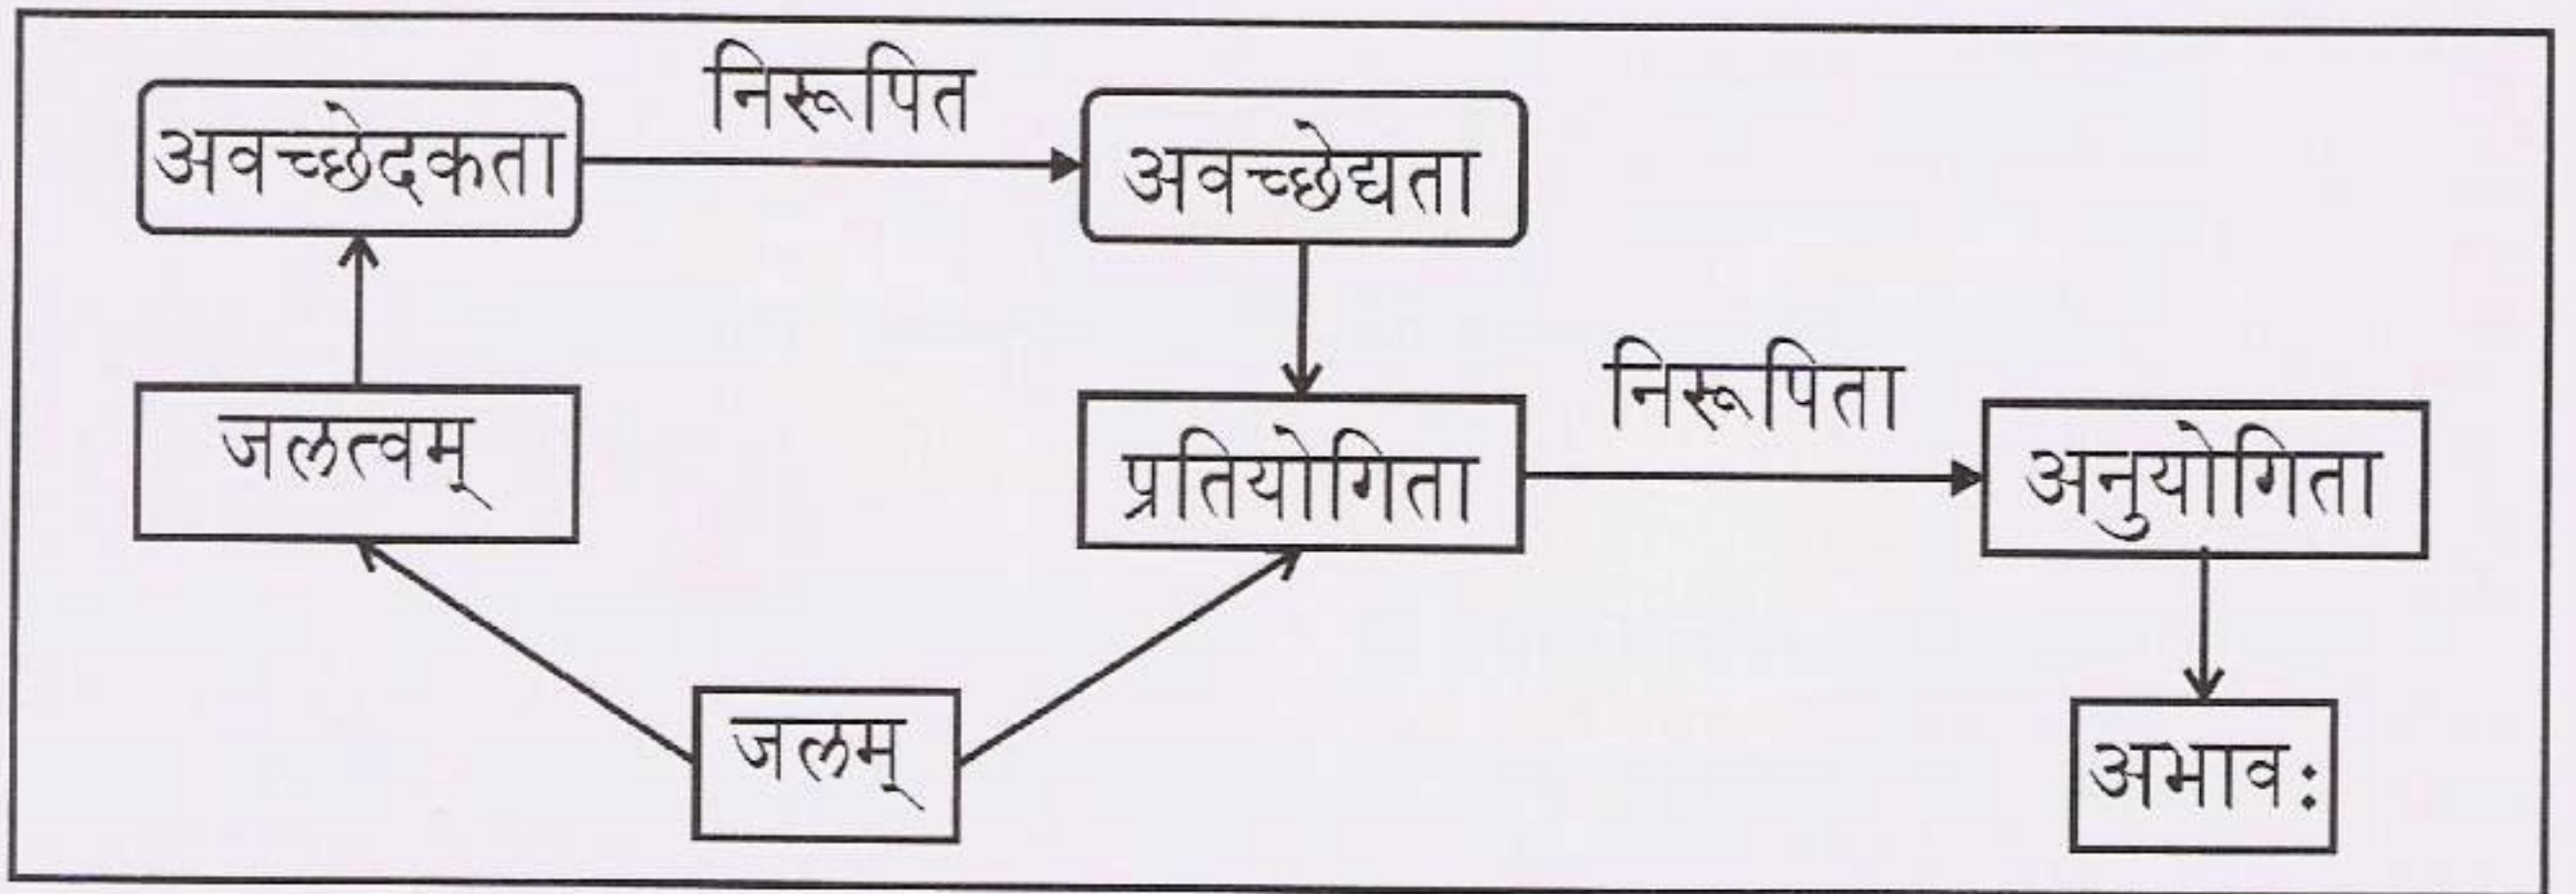 निरूपित
अवच्छेदकता
अवच्छेद्यता
निरूपिता
जलत्वम्
प्रतियोगिता
अनुयोगिता
जलम्
अभावः